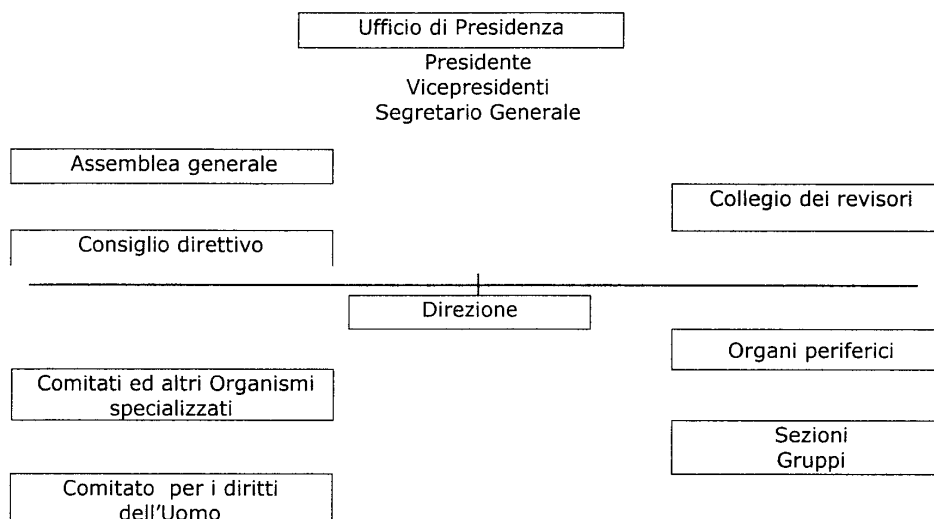 Ufficio di Presidenza
Presidente
Vicepresidenti
Segretario Generale
Assemblea generale
Collegio dei revisori
Consiglio direttivo
Direzione
Organi periferici
Comitati ed altri Organismi
specializzati
Sezioni
Gruppi
Comitato per i diritti
dell'Uomo